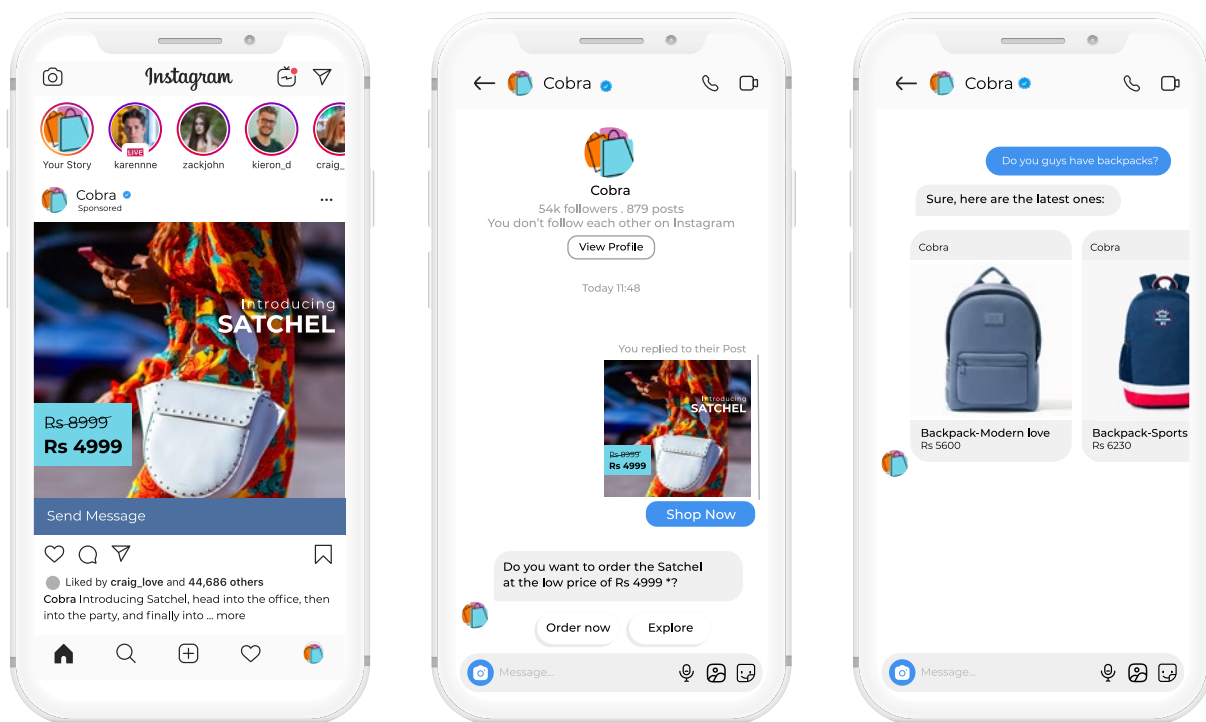 Instagram
LIVE
Your Story
karennne
zackjohn
kieron_d
craig_
Cobra
Sponsored
Introducing
SATCHEL
Rs 8999
Rs 4999
Send Message
Liked by craig_love and 44,686 others
Cobra Introducing Satchel, head into the office, then
into the party, and finally into ... more
Cobra
Cobra
54k followers . 879 posts
You don't follow each other on Instagram
View Profile
Today 11:48
You replied to their Post
Introducing
SATCHEL
Rs 8999
Rs 4999
Shop Now
Do you want to order the Satchel
at the low price of Rs 4999 *?
Order now
Explore
Message...
Cobra
Do you guys have backpacks?
Sure, here are the latest ones:
Cobra
Cobra
Backpack-Modern love
Rs 5600
Backpack-Sports
Rs 6230
Message...